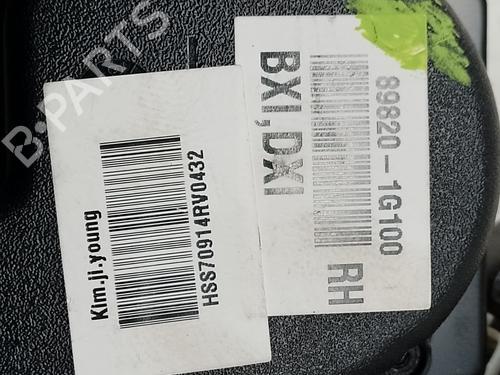 89820-1G100
BXI,DXI
RH
Kim.ji.young
HSS70914RV0432
B-PARTS